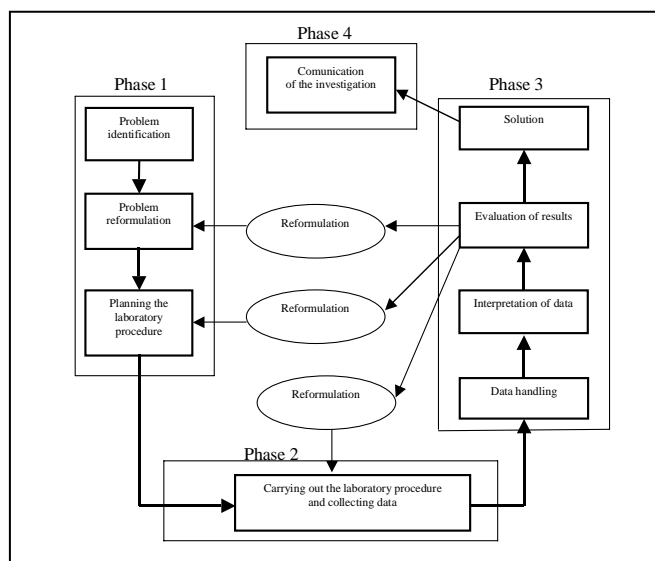 Phase 4
Comunication
of the investigation
Phase 1
Problem
identification
Problem
reformulation
Planning the
laboratory
procedure
Phase 3
Solution
Evaluation of results
Interpretation of data
Data handling
Reformulation
Reformulation
Reformulation
Phase 2
Carrying out the laboratory procedure
and collecting data